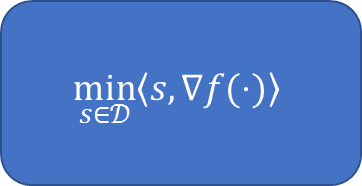 min⟨s, ∇f(·)⟩
s∈𝒟